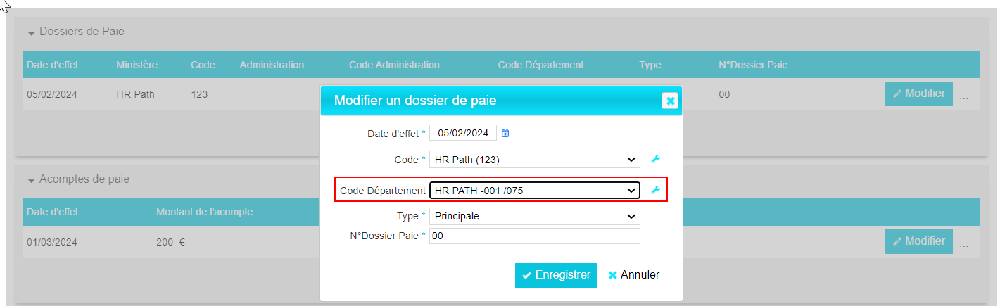 Dossiers de Paie
Date d'effet Ministère Code Administration Code Administration Code Département Type N°Dossier Paie
05/02/2024 HR Path 123 00 Modifier ...
Modifier un dossier de paie
Date d'effet * 05/02/2024
Code * HR Path (123)
Code Département HR PATH -001 /075
Type * Principale
N°Dossier Paie * 00
Enregistrer Annuler
Acomptes de paie
Date d'effet Montant de l'acompte
01/03/2024 200 € Modifier ...